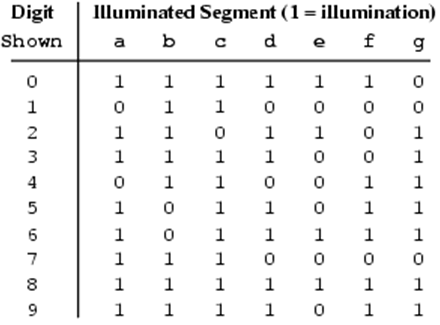 Digit Illuminated Segment (1 = illumination)
Shown a b c d e f g
0 1 1 1 1 1 1 0
1 0 1 1 0 0 0 0
2 1 1 0 1 1 0 1
3 1 1 1 1 0 0 1
4 0 1 1 0 0 1 1
5 1 0 1 1 0 1 1
6 1 0 1 1 1 1 1
7 1 1 1 0 0 0 0
8 1 1 1 1 1 1 1
9 1 1 1 1 0 1 1